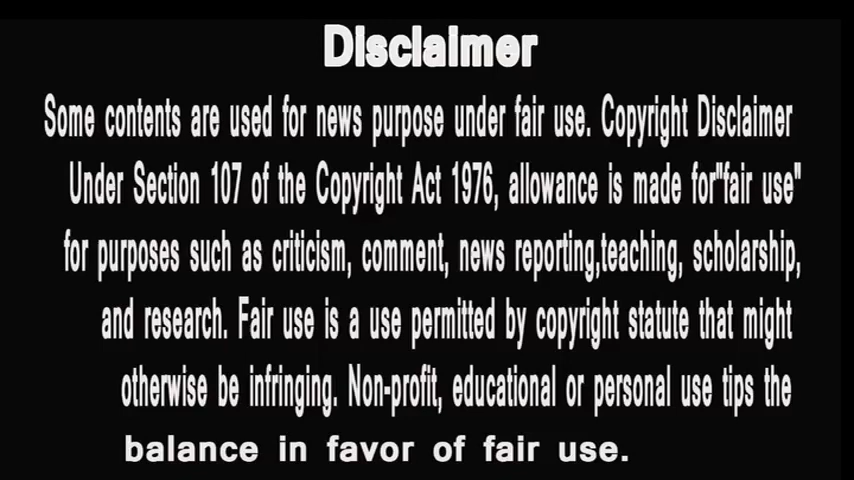 Disclaimer
Some contents are used for news purpose under fair use. Copyright Disclaimer
Under Section 107 of the Copyright Act 1976, allowance is made for"fair use"
for purposes such as criticism, comment, news reporting,teaching, scholarship,
and research. Fair use is a use permitted by copyright statute that might
otherwise be infringing. Non-profit, educational or personal use tips the
balance in favor of fair use.